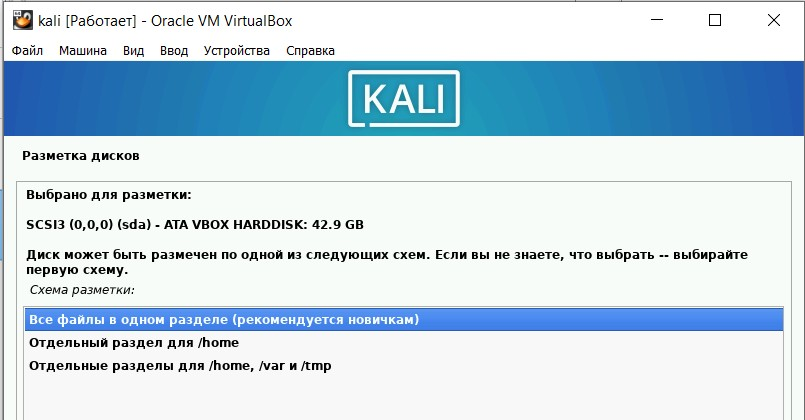 kali [Работает] - Oracle VM VirtualBox
Файл Машина Вид Ввод Устройства Справка
KALI
Разметка дисков
Выбрано для разметки:
SCSI3 (0,0,0) (sda) - ATA VBOX HARDDISK: 42.9 GB
Диск может быть размечен по одной из следующих схем. Если вы не знаете, что выбрать -- выбирайте
первую схему.
Схема разметки:
Все файлы в одном разделе (рекомендуется новичкам)
Отдельный раздел для /home
Отдельные разделы для /home, /var и /tmp